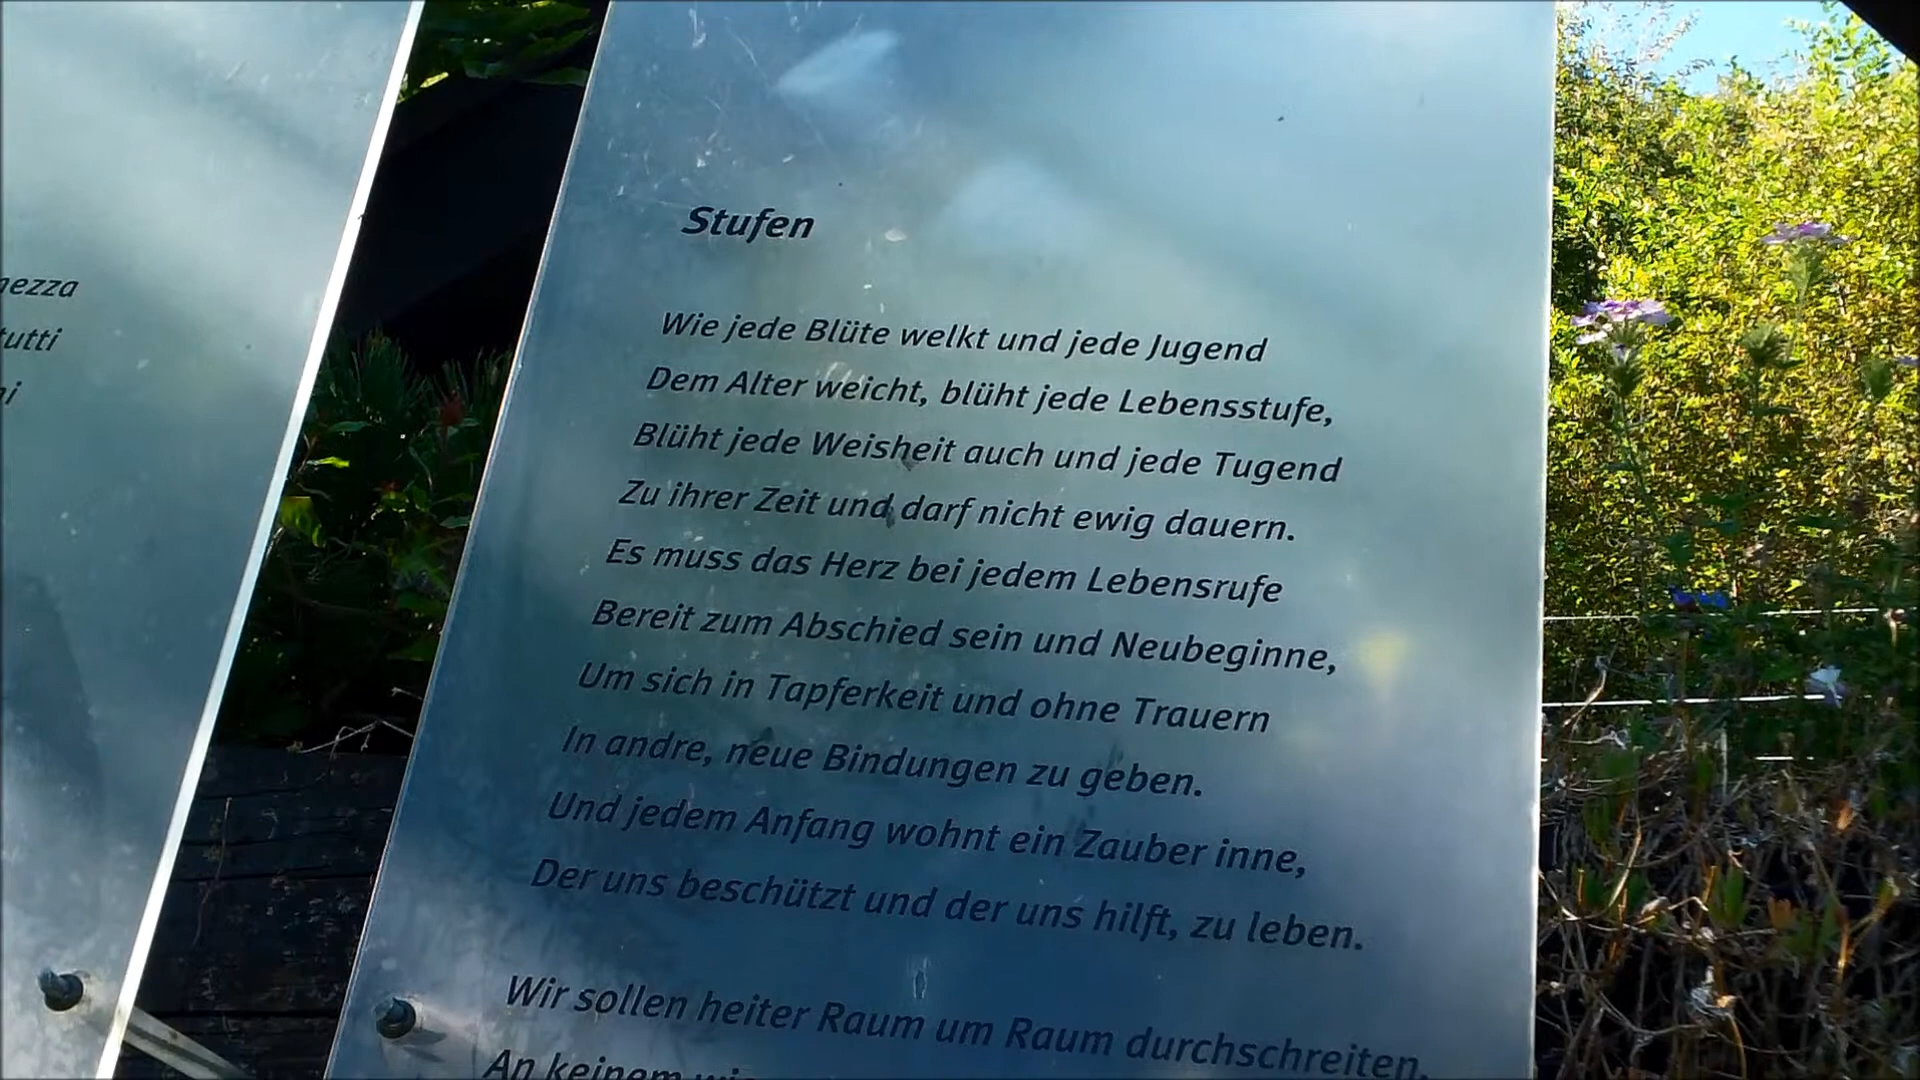 nezza
tutti
ni
Stufen
Wie jede Blüte welkt und jede Jugend
Dem Alter weicht, blüht jede Lebensstufe,
Blüht jede Weisheit auch und jede Tugend
Zu ihrer Zeit und darf nicht ewig dauern.
Es muss das Herz bei jedem Lebensrufe
Bereit zum Abschied sein und Neubeginne,
Um sich in Tapferkeit und ohne Trauern
In andre, neue Bindungen zu geben.
Und jedem Anfang wohnt ein Zauber inne,
Der uns beschützt und der uns hilft, zu leben.
Wir sollen heiter Raum um Raum durchschreiten,
An keinem wie